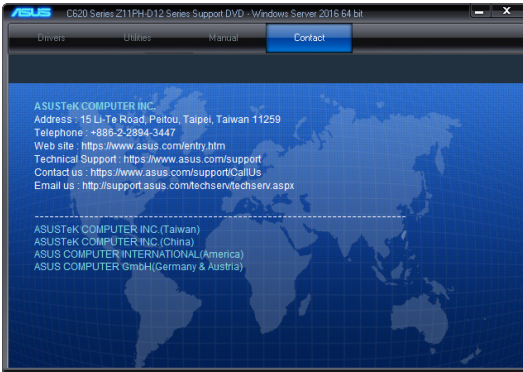 ASUS C620 Series Z11PH-D12 Series Support DVD - Windows Server 2016 64 bit
Drivers Utilities Manual Contact
ASUSTeK COMPUTER INC.
Address : 15 Li-Te Road, Peitou, Taipei, Taiwan 11259
Telephone : +886-2-2894-3447
Web site : https://www.asus.com/entry.htm
Technical Support : https://www.asus.com/support
Contact us : https://www.asus.com/support/CallUs
Email us : http://support.asus.com/techserv/techserv.aspx
--------------------------------------------------------------------------------
ASUSTeK COMPUTER INC.(Taiwan)
ASUSTeK COMPUTER INC.(China)
ASUS COMPUTER INTERNATIONAL(America)
ASUS COMPUTER GmbH(Germany & Austria)